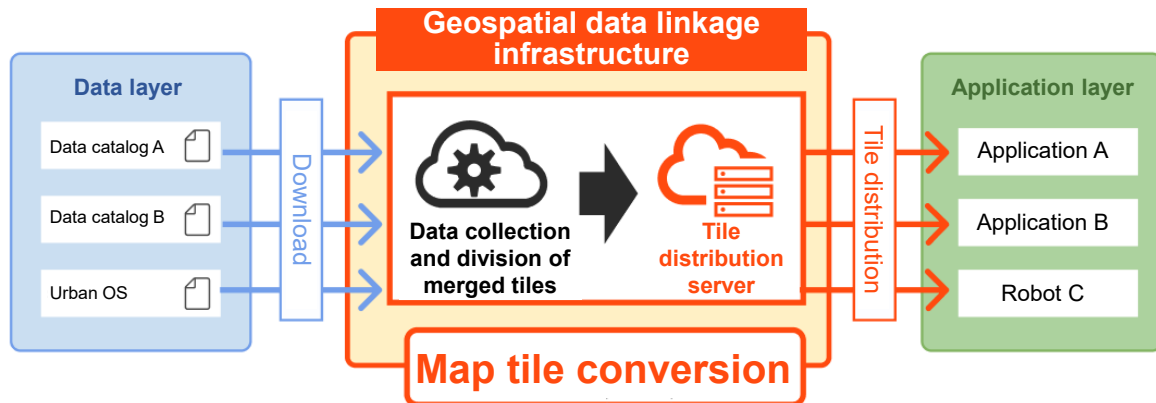 Geospatial data linkage
infrastructure
Data layer
Data catalog A
Data catalog B
Urban OS
Download
Data collection
and division of
merged tiles
Tile
distribution
server
Map tile conversion
Tile distribution
Application layer
Application A
Application B
Robot C